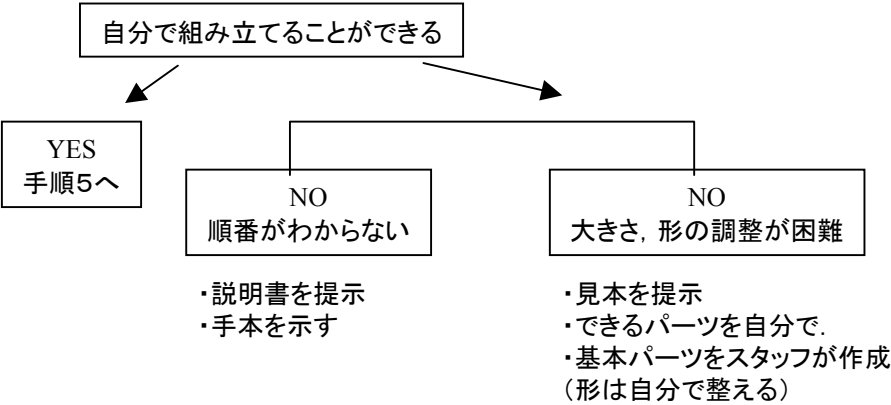 自分で組み立てることができる
YES
手順5へ
NO
順番がわからない
・説明書を提示
・手本を示す
NO
大きさ，形の調整が困難
・見本を提示
・できるパーツを自分で.
・基本パーツをスタッフが作成
（形は自分で整える）